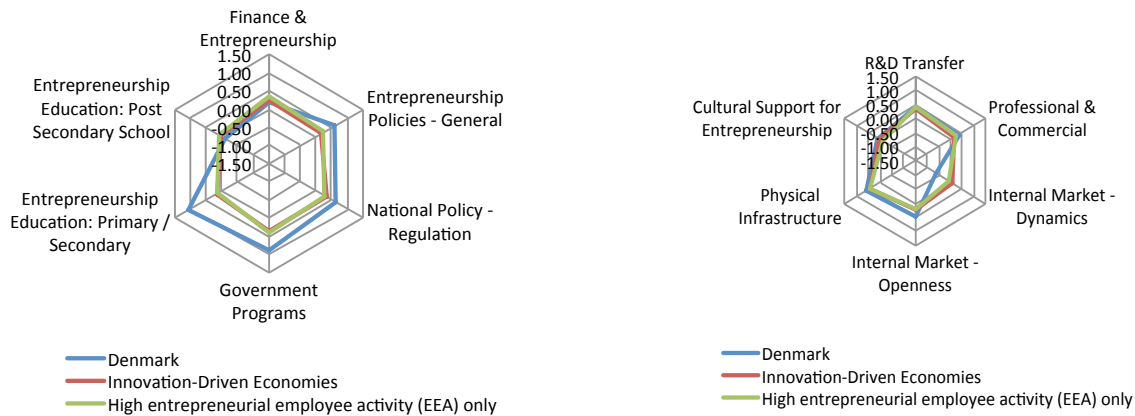 Finance &
Entrepreneurship
1.50
1.00
0.50
0.00
-0.50
-1.00
-1.50
Entrepreneurship
Policies - General
National Policy -
Regulation
Government
Programs
Entrepreneurship
Education: Primary /
Secondary
Entrepreneurship
Education: Post
Secondary School
Denmark
Innovation-Driven Economies
High entrepreneurial employee activity (EEA) only
R&D Transfer
1.50
1.00
0.50
0.00
-0.50
-1.00
-1.50
Professional &
Commercial
Internal Market -
Dynamics
Internal Market -
Openness
Physical
Infrastructure
Cultural Support for
Entrepreneurship
Denmark
Innovation-Driven Economies
High entrepreneurial employee activity (EEA) only